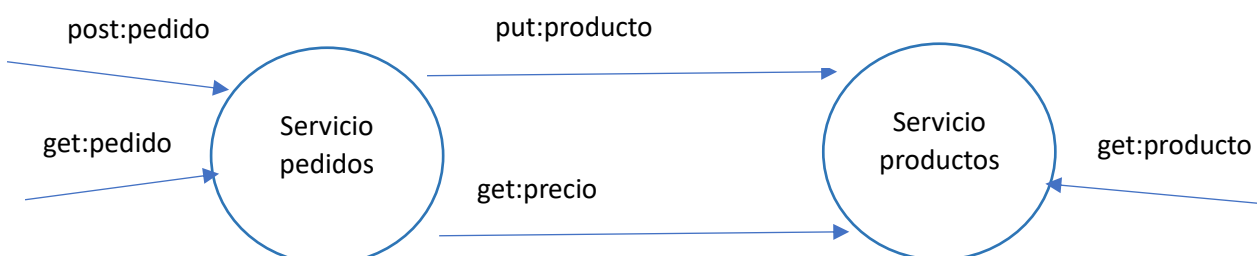 post:pedido
put:producto
get:pedido
Servicio
pedidos
Servicio
productos
get:producto
get:precio